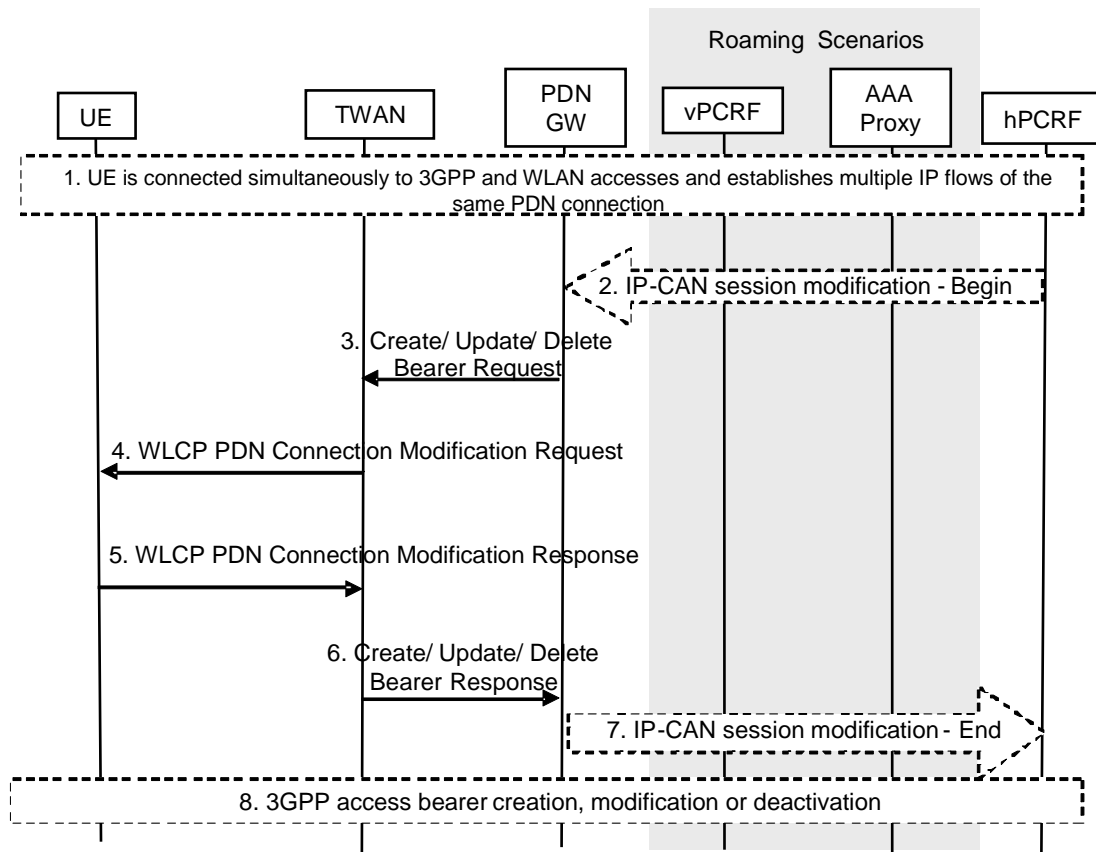 Roaming Scenarios
UE
TWAN
PDN
GW
vPCRF
AAA
Proxy
hPCRF
1. UE is connected simultaneously to 3GPP and WLAN accesses and establishes multiple IP flows of the
same PDN connection
2. IP-CAN session modification - Begin
3. Create/ Update/ Delete
Bearer Request
4. WLCP PDN Connection Modification Request
5. WLCP PDN Connection Modification Response
6. Create/ Update/ Delete
Bearer Response
7. IP-CAN session modification - End
8. 3GPP access bearer creation, modification or deactivation